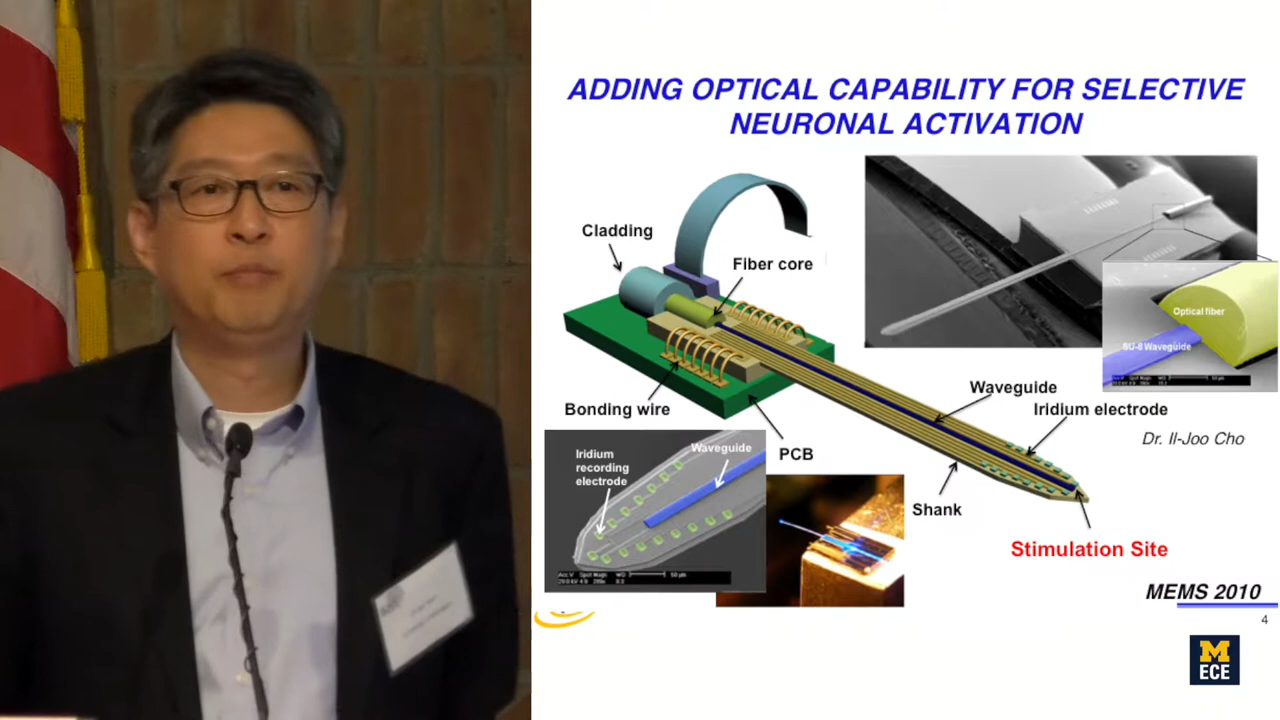 4
ADDING OPTICAL CAPABILITY FOR SELECTIVE
NEURONAL ACTIVATION
Cladding
Fiber core
Optical fiber
SU-8 Waveguide
Waveguide
Iridium electrode
Bonding wire
Dr. Il-Joo Cho
PCB
Iridium
recording
electrode
Waveguide
Shank
Stimulation Site
MEMS 2010
4
M
ECE